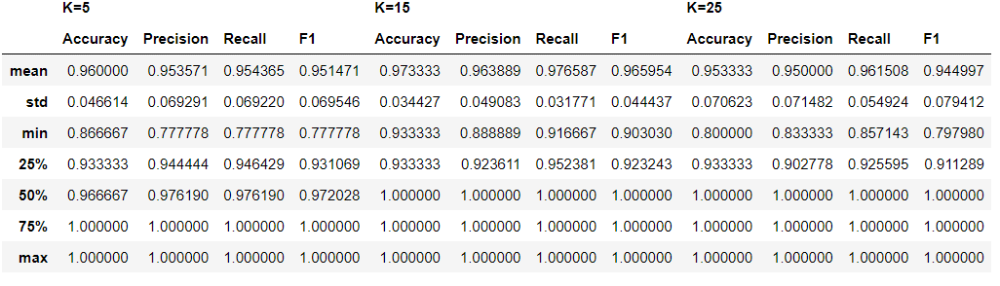 K=5 K=15 K=25
Accuracy Precision Recall F1 Accuracy Precision Recall F1 Accuracy Precision Recall F1
mean 0.960000 0.953571 0.954365 0.951471 0.973333 0.963889 0.976587 0.965954 0.953333 0.950000 0.961508 0.944997
std 0.046614 0.069291 0.069220 0.069546 0.034427 0.049083 0.031771 0.044437 0.070623 0.071482 0.054924 0.079412
min 0.866667 0.777778 0.777778 0.777778 0.933333 0.888889 0.916667 0.903030 0.800000 0.833333 0.857143 0.797980
25% 0.933333 0.944444 0.946429 0.931069 0.933333 0.923611 0.952381 0.923243 0.933333 0.902778 0.925595 0.911289
50% 0.966667 0.976190 0.976190 0.972028 1.000000 1.000000 1.000000 1.000000 1.000000 1.000000 1.000000 1.000000
75% 1.000000 1.000000 1.000000 1.000000 1.000000 1.000000 1.000000 1.000000 1.000000 1.000000 1.000000 1.000000
max 1.000000 1.000000 1.000000 1.000000 1.000000 1.000000 1.000000 1.000000 1.000000 1.000000 1.000000 1.000000